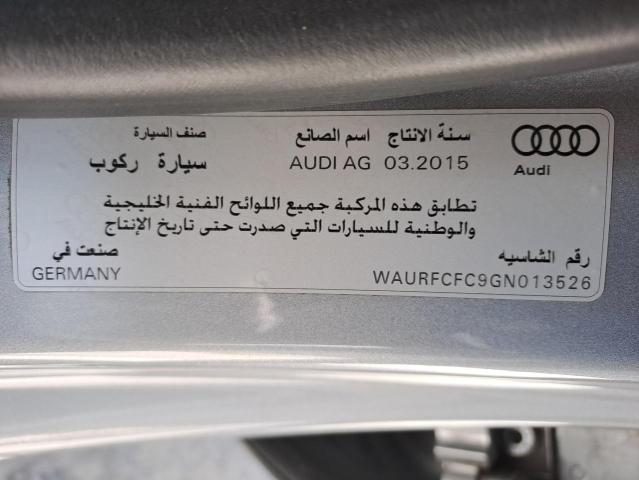 سنة الانتاج اسم الصانع صنف السيارة
AUDI AG 03.2015 سيارة ركوب
Audi
تطابق هذه المركبة جميع اللوائح الفنية الخليجية
والوطنية للسيارات التي صدرت حتى تاريخ الإنتاج
رقم الشاسيه صنعت في
WAURFCFC9GN013526 GERMANY